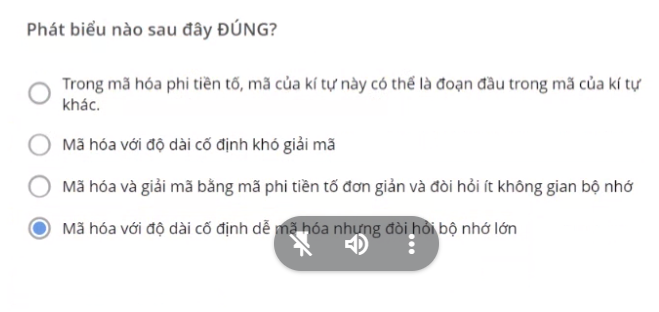 Phát biểu nào sau đây ĐÚNG?
Trong mã hóa phi tiền tố, mã của kí tự này có thể là đoạn đầu trong mã của kí tự
khác.
Mã hóa với độ dài cố định khó giải mã
Mã hóa và giải mã bằng mã phi tiền tố đơn giản và đòi hỏi ít không gian bộ nhớ
Mã hóa với độ dài cố định dễ mã hóa nhưng đòi hỏi bộ nhớ lớn